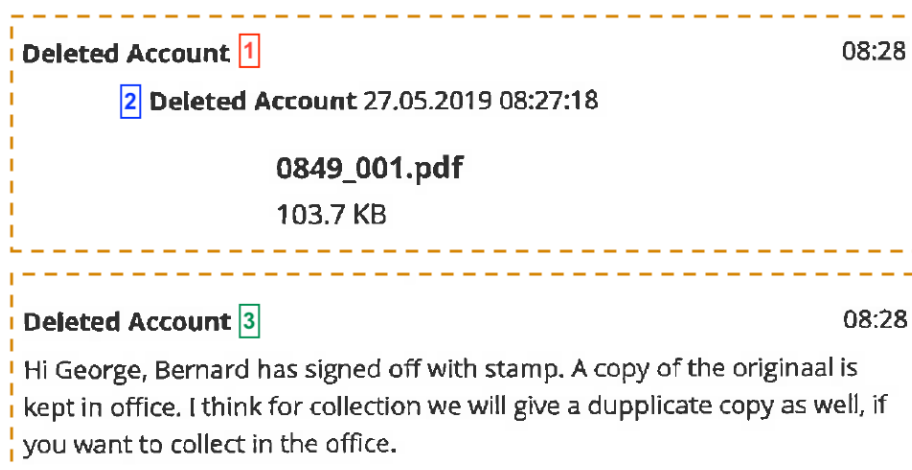 Deleted Account 1 08:28
2 Deleted Account 27.05.2019 08:27:18
0849_001.pdf
103.7 KB
Deleted Account 3 08:28
Hi George, Bernard has signed off with stamp. A copy of the originaal is
kept in office. I think for collection we will give a dupplicate copy as well, if
you want to collect in the office.